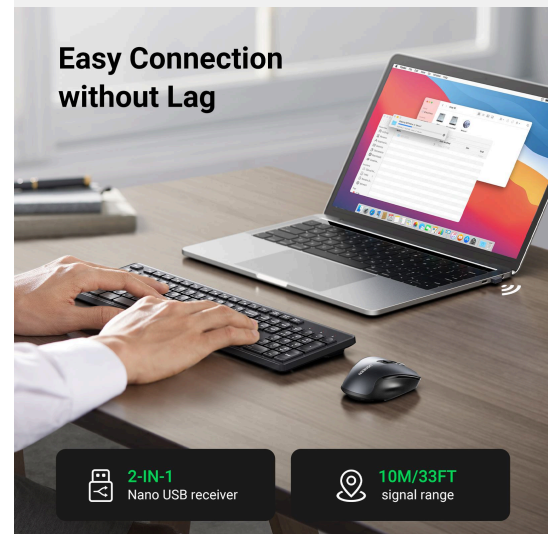 Easy Connection
without Lag
2-IN-1
Nano USB receiver
10M/33FT
signal range